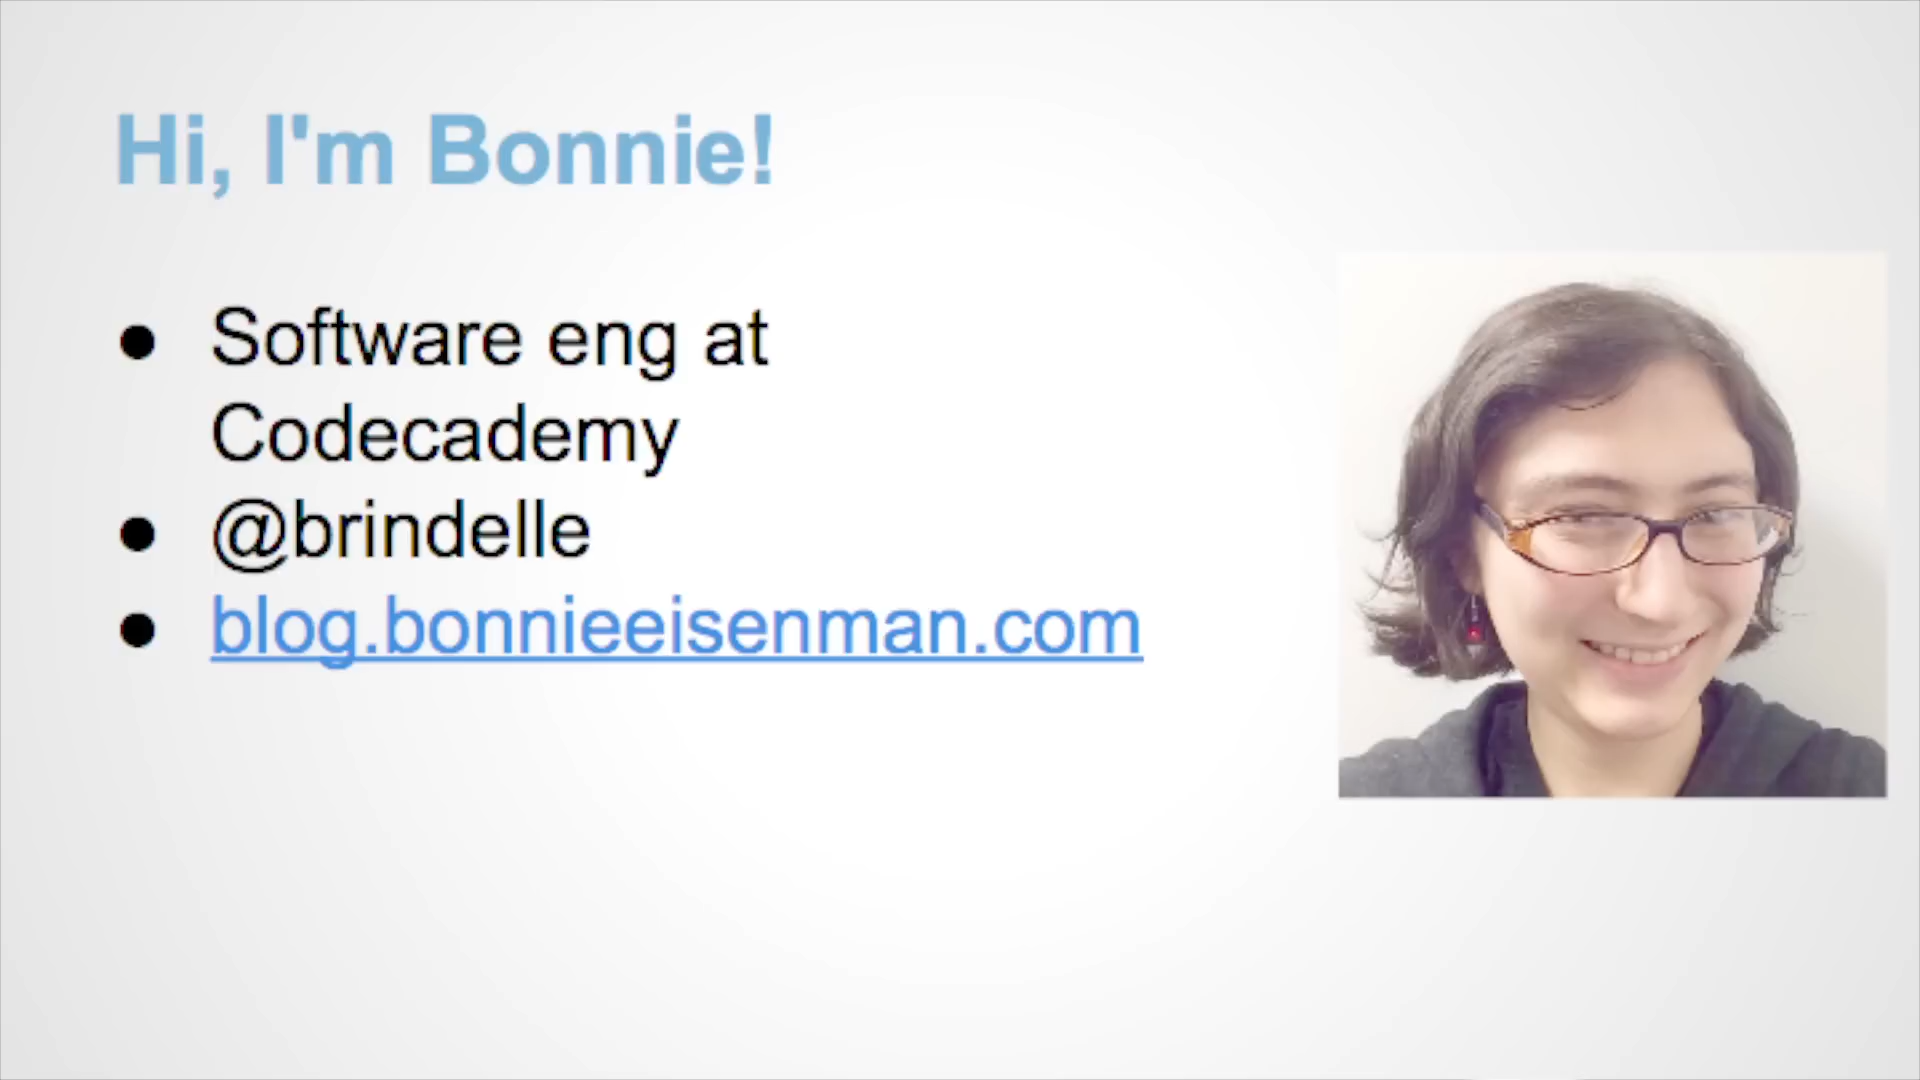 Hi, I'm Bonnie!
● Software eng at
Codecademy
● @brindelle
● blog.bonnieeisenman.com